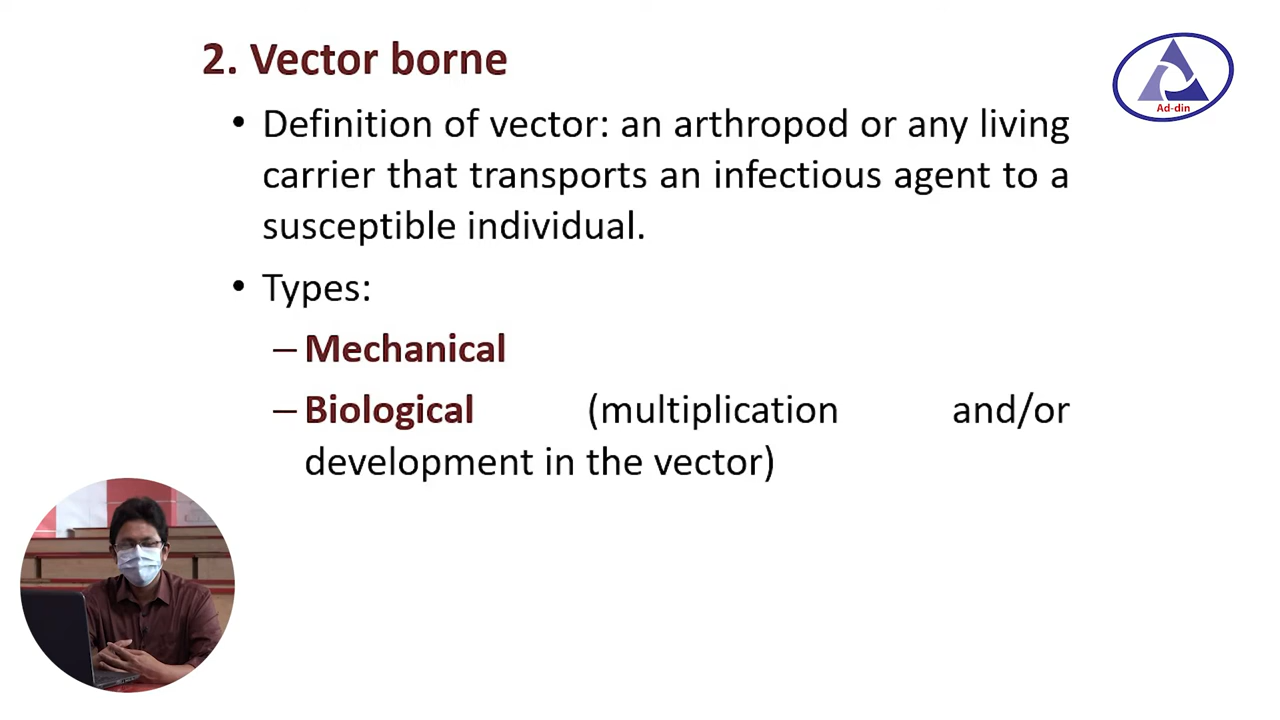 2. Vector borne
Ad-din
• Definition of vector: an arthropod or any living
carrier that transports an infectious agent to a
susceptible individual.
• Types:
– Mechanical
– Biological (multiplication and/or
development in the vector)